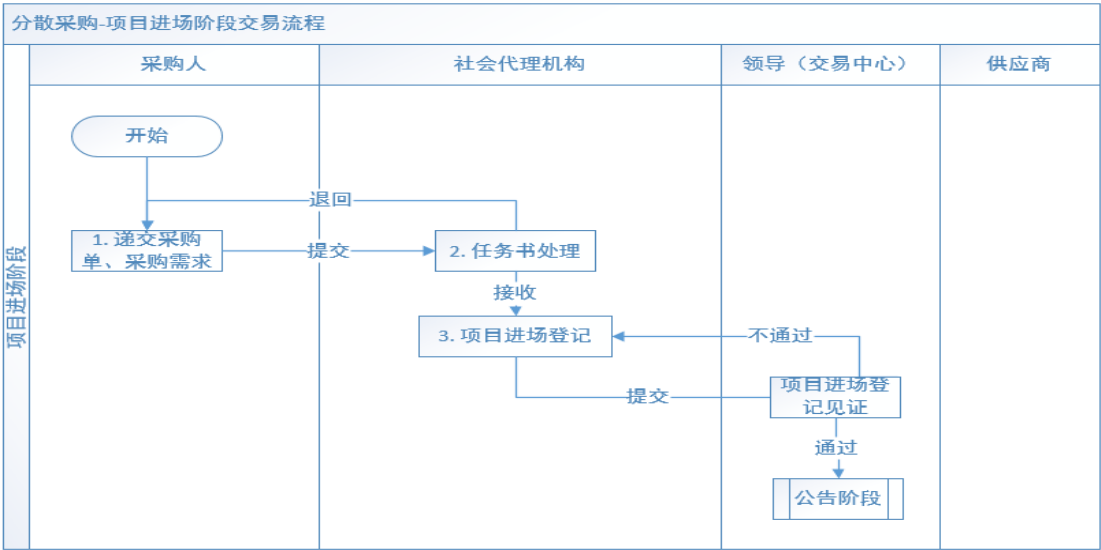 分散采购-项目进场阶段交易流程
采购人
社会代理机构
领导（交易中心）
供应商
项目进场阶段
开始
退回
1. 递交采购
单、采购需求
提交
2. 任务书处理
接收
3. 项目进场登记
不通过
提交
项目进场登
记见证
通过
公告阶段